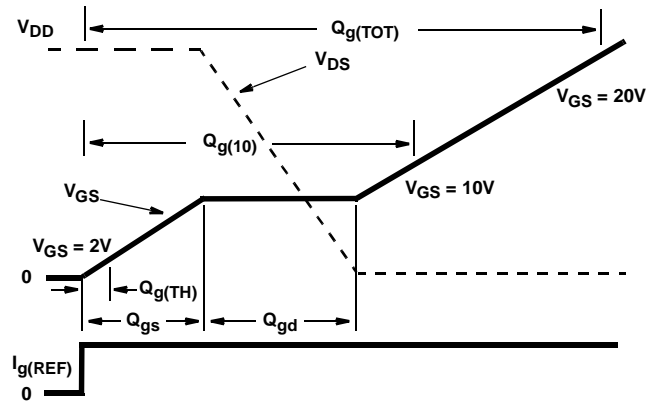 V_DD
Q_g(TOT)
V_DS
V_GS = 20V
Q_g(10)
V_GS
V_GS = 10V
V_GS = 2V
0
Q_g(TH)
Q_gs
Q_gd
I_g(REF)
0